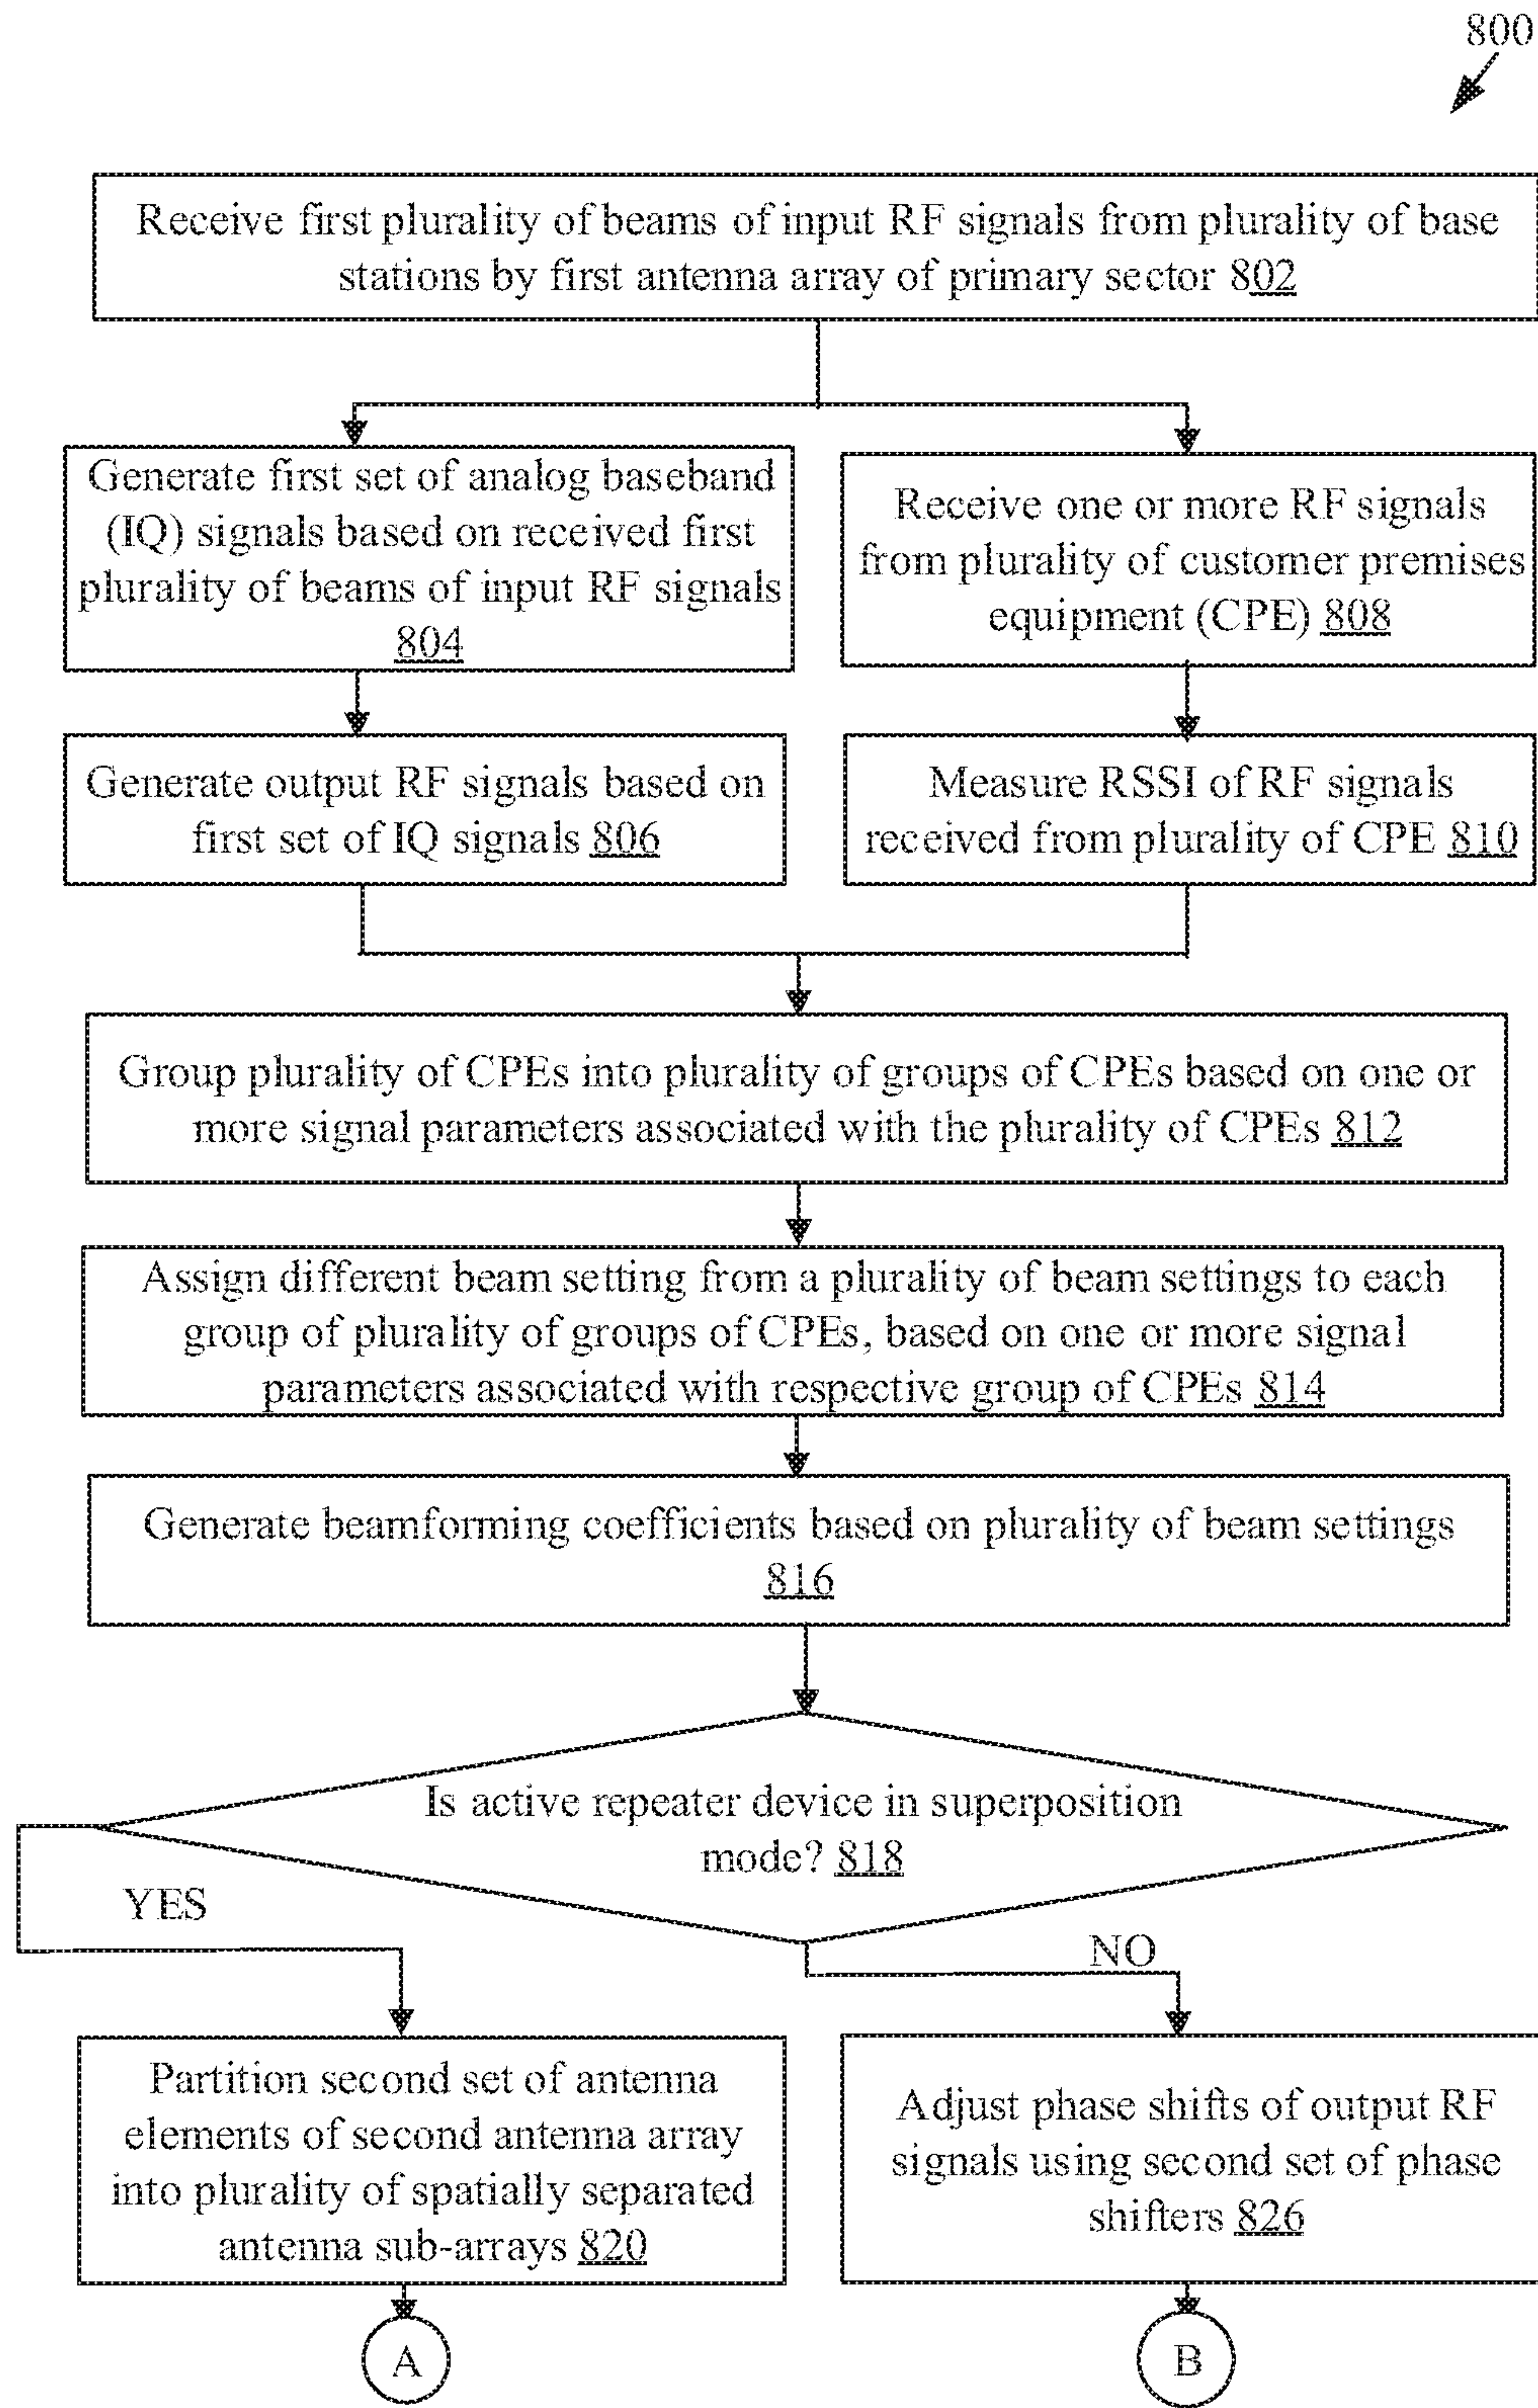 800
Receive first plurality of beams of input RF signals from plurality of base
stations by first antenna array of primary sector 802
Generate first set of analog baseband
(IQ) signals based on received first
plurality of beams of input RF signals
804
Receive one or more RF signals
from plurality of customer premises
equipment (CPE) 808
Generate output RF signals based on
first set of IQ signals 806
Measure RSSI of RF signals
received from plurality of CPE 810
Group plurality of CPEs into plurality of groups of CPEs based on one or
more signal parameters associated with the plurality of CPEs 812
Assign different beam setting from a plurality of beam settings to each
group of plurality of groups of CPEs, based on one or more signal
parameters associated with respective group of CPEs 814
Generate beamforming coefficients based on plurality of beam settings
816
Is active repeater device in superposition
mode? 818
YES
NO
Partition second set of antenna
elements of second antenna array
into plurality of spatially separated
antenna sub-arrays 820
Adjust phase shifts of output RF
signals using second set of phase
shifters 826
A
B